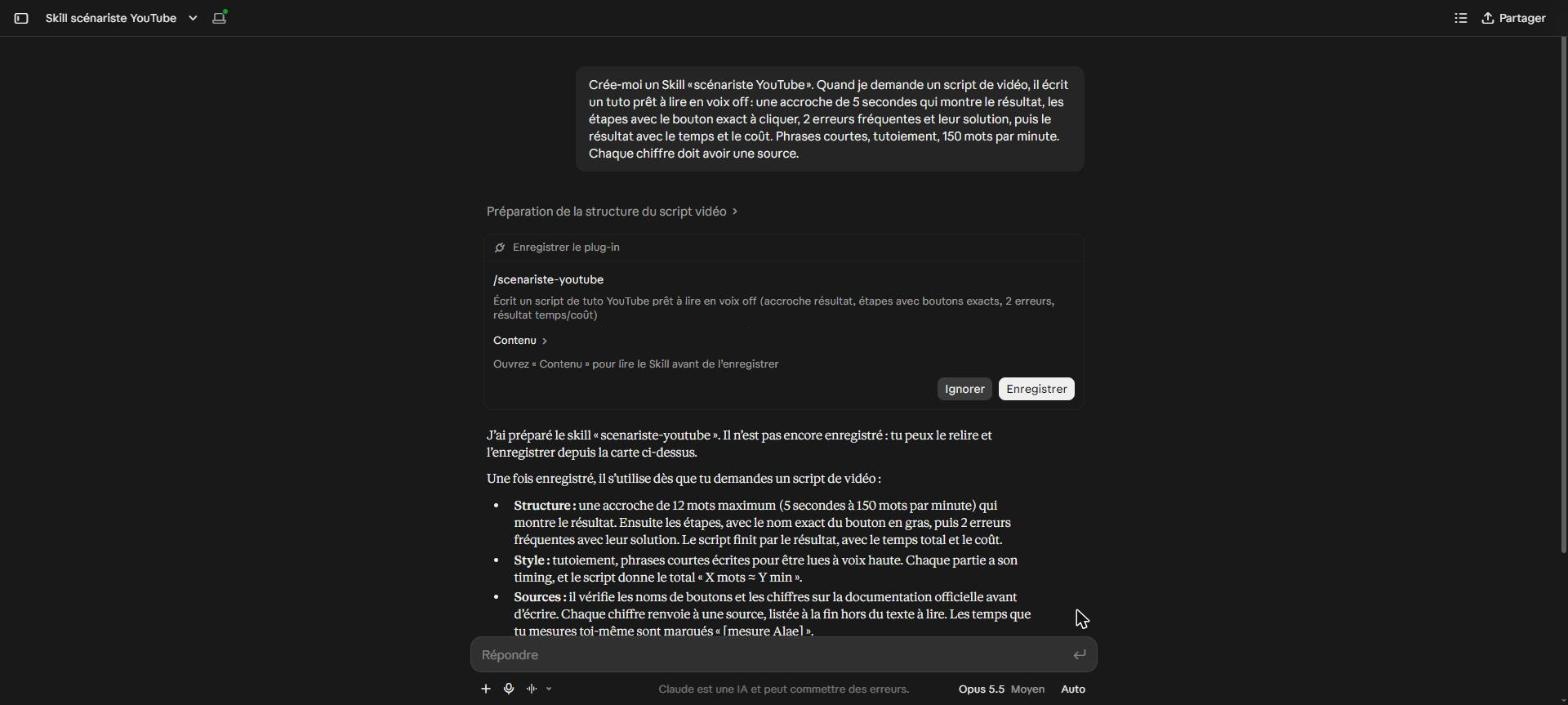 Skill scénariste YouTube
Partager
Crée-moi un Skill «scénariste YouTube». Quand je demande un script de vidéo, il écrit
un tuto prêt à lire en voix off : une accroche de 5 secondes qui montre le résultat, les
étapes avec le bouton exact à cliquer, 2 erreurs fréquentes et leur solution, puis le
résultat avec le temps et le coût. Phrases courtes, tutoiement, 150 mots par minute.
Chaque chiffre doit avoir une source.
Préparation de la structure du script vidéo
Enregistrer le plug-in
/scenariste-youtube
Écrit un script de tuto YouTube prêt à lire en voix off (accroche résultat, étapes avec boutons exacts, 2 erreurs,
résultat temps/coût)
Contenu
Ouvrez « Contenu » pour lire le Skill avant de l'enregistrer
Ignorer
Enregistrer
J'ai préparé le skill « scenariste-youtube ». Il n'est pas encore enregistré : tu peux le relire et
l'enregistrer depuis la carte ci-dessus.
Une fois enregistré, il s'utilise dès que tu demandes un script de vidéo :
• Structure : une accroche de 12 mots maximum (5 secondes à 150 mots par minute) qui
montre le résultat. Ensuite les étapes, avec le nom exact du bouton en gras, puis 2 erreurs
fréquentes avec leur solution. Le script finit par le résultat, avec le temps total et le coût.
• Style : tutoiement, phrases courtes écrites pour être lues à voix haute. Chaque partie a son
timing, et le script donne le total « X mots ≈ Y min ».
• Sources : il vérifie les noms de boutons et les chiffres sur la documentation officielle avant
d'écrire. Chaque chiffre renvoie à une source, listée à la fin hors du texte à lire. Les temps que
tu mesures toi-même sont marqués « [mesure Alae] ».
Répondre
Claude est une IA et peut commettre des erreurs.
Opus 5.5 Moyen
Auto